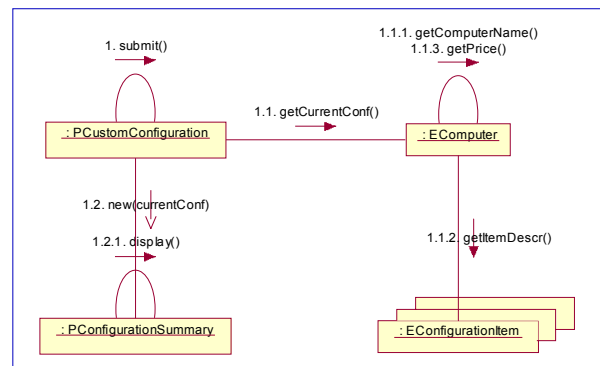 1. submit()
1.1.1. getComputerName()
1.1.3. getPrice()
: PCustomConfiguration
1.1. getCurrentConf()
: EComputer
1.2. new(currentConf)
1.2.1. display()
1.1.2. getItemDescr()
: PConfigurationSummary
: EConfigurationItem